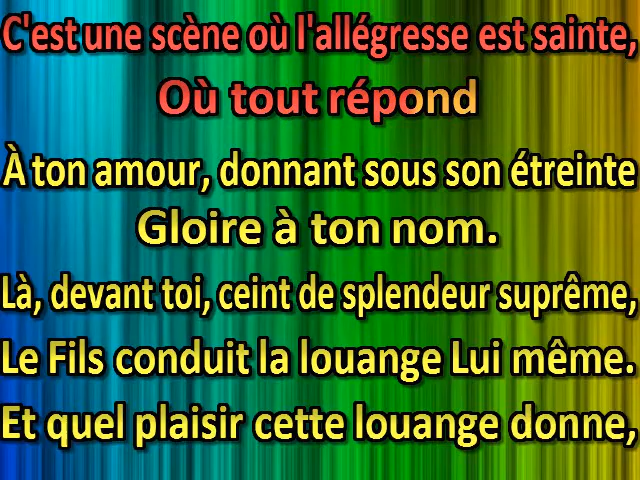 C'est une scène où l'allégresse est sainte,
Où tout répond
À ton amour, donnant sous son étreinte
Gloire à ton nom.
Là, devant toi, ceint de splendeur suprême,
Le Fils conduit la louange Lui même.
Et quel plaisir cette louange donne,